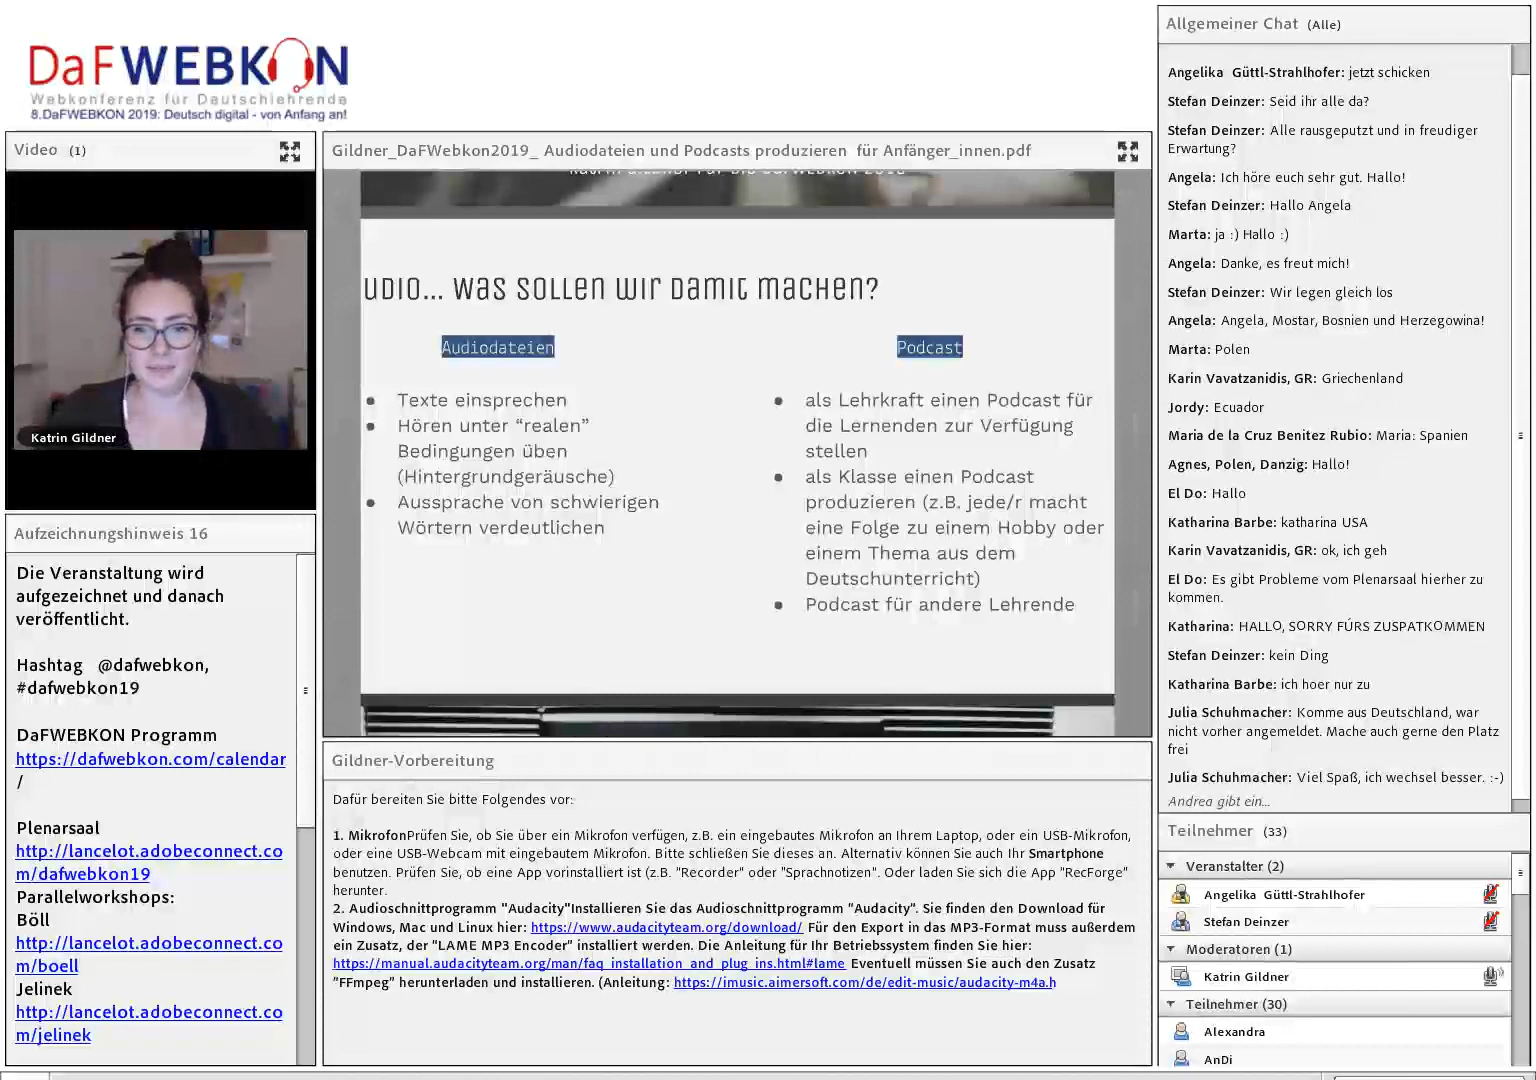 DaFWEBKON
Webkonferenz für Deutschlehrende
8.DaFWEBKON 2019: Deutsch digital - von Anfang an!
Video (1)
Katrin Gildner
Aufzeichnungshinweis 16
Die Veranstaltung wird
aufgezeichnet und danach
veröffentlicht.
Hashtag @dafwebkon,
#dafwebkon19
DaFWEBKON Programm
https://dafwebkon.com/calendar
/
Plenarsaal
http://lancelot.adobeconnect.co
m/dafwebkon19
Parallelworkshops:
Böll
http://lancelot.adobeconnect.co
m/boell
Jelinek
http://lancelot.adobeconnect.co
m/jelinek
Gildner_DaFWebkon2019_ Audiodateien und Podcasts produzieren für Anfänger_innen.pdf
UDIO... was sollen wir damit machen?
Audiodateien
● Texte einsprechen
● Hören unter “realen”
Bedingungen üben
(Hintergrundgeräusche)
● Aussprache von schwierigen
Wörtern verdeutlichen
Podcast
● als Lehrkraft einen Podcast für
die Lernenden zur Verfügung
stellen
● als Klasse einen Podcast
produzieren (z.B. jede/r macht
eine Folge zu einem Hobby oder
einem Thema aus dem
Deutschunterricht)
● Podcast für andere Lehrende
Gildner-Vorbereitung
Dafür bereiten Sie bitte Folgendes vor:
1. MikrofonPrüfen Sie, ob Sie über ein Mikrofon verfügen, z.B. ein eingebautes Mikrofon an Ihrem Laptop, oder ein USB-Mikrofon,
oder eine USB-Webcam mit eingebautem Mikrofon. Bitte schließen Sie dieses an. Alternativ können Sie auch Ihr Smartphone
benutzen. Prüfen Sie, ob eine App vorinstalliert ist (z.B. "Recorder" oder "Sprachnotizen". Oder laden Sie sich die App "RecForge"
herunter.
2. Audioschnittprogramm "Audacity"Installieren Sie das Audioschnittprogramm "Audacity". Sie finden den Download für
Windows, Mac und Linux hier: https://www.audacityteam.org/download/ Für den Export in das MP3-Format muss außerdem
ein Zusatz, der "LAME MP3 Encoder" installiert werden. Die Anleitung für Ihr Betriebssystem finden Sie hier:
https://manual.audacityteam.org/man/faq_installation_and_plug_ins.html#lame Eventuell müssen Sie auch den Zusatz
"FFmpeg" herunterladen und installieren. (Anleitung: https://imusic.aimersoft.com/de/edit-music/audacity-m4a.h
Allgemeiner Chat (Alle)
Angelika Güttl-Strahlhofer: jetzt schicken
Stefan Deinzer: Seid ihr alle da?
Stefan Deinzer: Alle rausgeputzt und in freudiger
Erwartung?
Angela: Ich höre euch sehr gut. Hallo!
Stefan Deinzer: Hallo Angela
Marta: ja :) Hallo :)
Angela: Danke, es freut mich!
Stefan Deinzer: Wir legen gleich los
Angela: Angela, Mostar, Bosnien und Herzegowina!
Marta: Polen
Karin Vavatzanidis, GR: Griechenland
Jordy: Ecuador
Maria de la Cruz Benitez Rubio: Maria: Spanien
Agnes, Polen, Danzig: Hallo!
El Do: Hallo
Katharina Barbe: katharina USA
Karin Vavatzanidis, GR: ok, ich geh
El Do: Es gibt Probleme vom Plenarsaal hierher zu
kommen.
Katharina: HALLO, SORRY FÚRS ZUSPATKOMMEN
Stefan Deinzer: kein Ding
Katharina Barbe: ich hoer nur zu
Julia Schuhmacher: Komme aus Deutschland, war
nicht vorher angemeldet. Mache auch gerne den Platz
frei
Julia Schuhmacher: Viel Spaß, ich wechsel besser. :-)
Andrea gibt ein...
Teilnehmer (33)
Veranstalter (2)
Angelika Güttl-Strahlhofer
Stefan Deinzer
Moderatoren (1)
Katrin Gildner
Teilnehmer (30)
Alexandra
AnDi